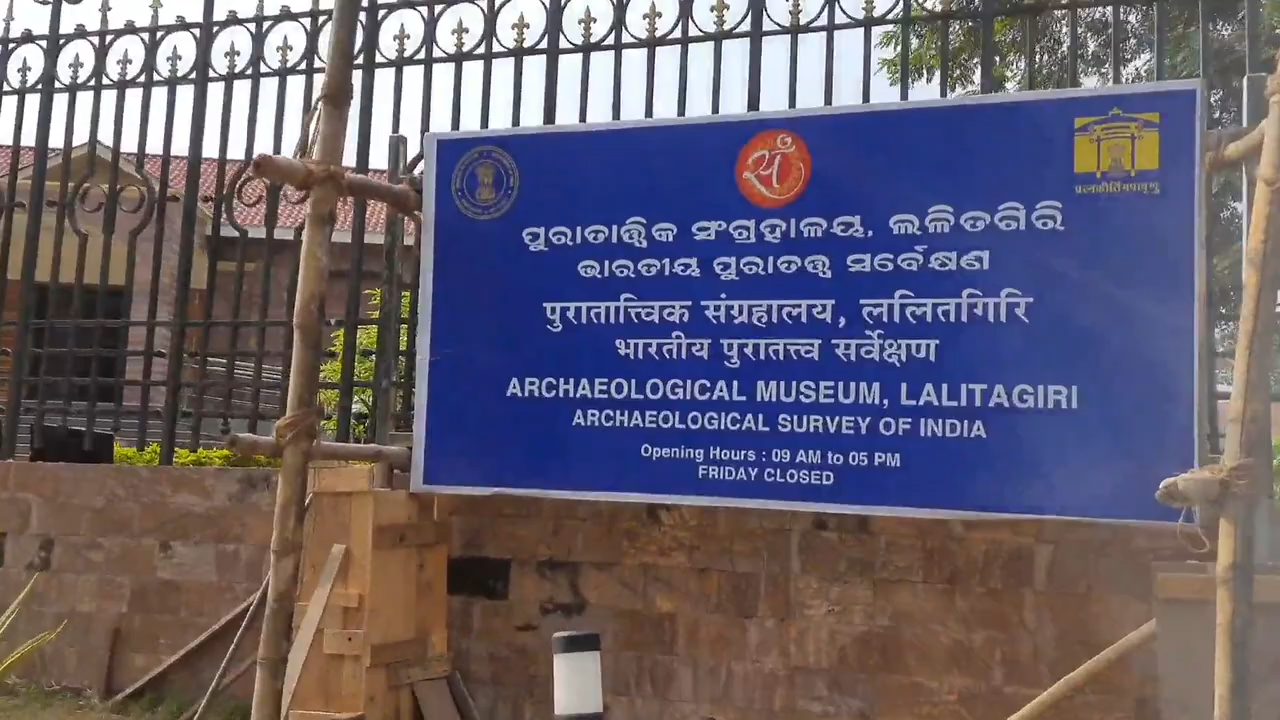 सं
ପୁରାତାତ୍ତ୍ୱିକ ସଂଗ୍ରହାଳୟ, ଲଳିତଗିରି
ଭାରତୀୟ ପୁରାତତ୍ତ୍ୱ ସର୍ବେକ୍ଷଣ
पुरातात्त्विक संग्रहालय, ललितगिरि
भारतीय पुरातत्त्व सर्वेक्षण
ARCHAEOLOGICAL MUSEUM, LALITAGIRI
ARCHAEOLOGICAL SURVEY OF INDIA
Opening Hours : 09 AM to 05 PM
FRIDAY CLOSED